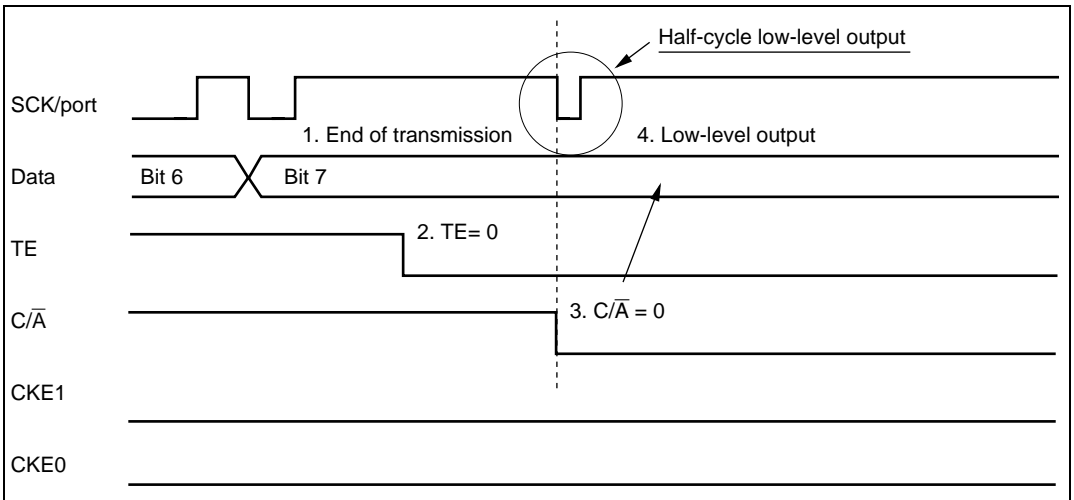 Half-cycle low-level output
SCK/port
1. End of transmission
4. Low-level output
Data
Bit 6
Bit 7
TE
2. TE= 0
C/A̅
3. C/A̅ = 0
CKE1
CKE0